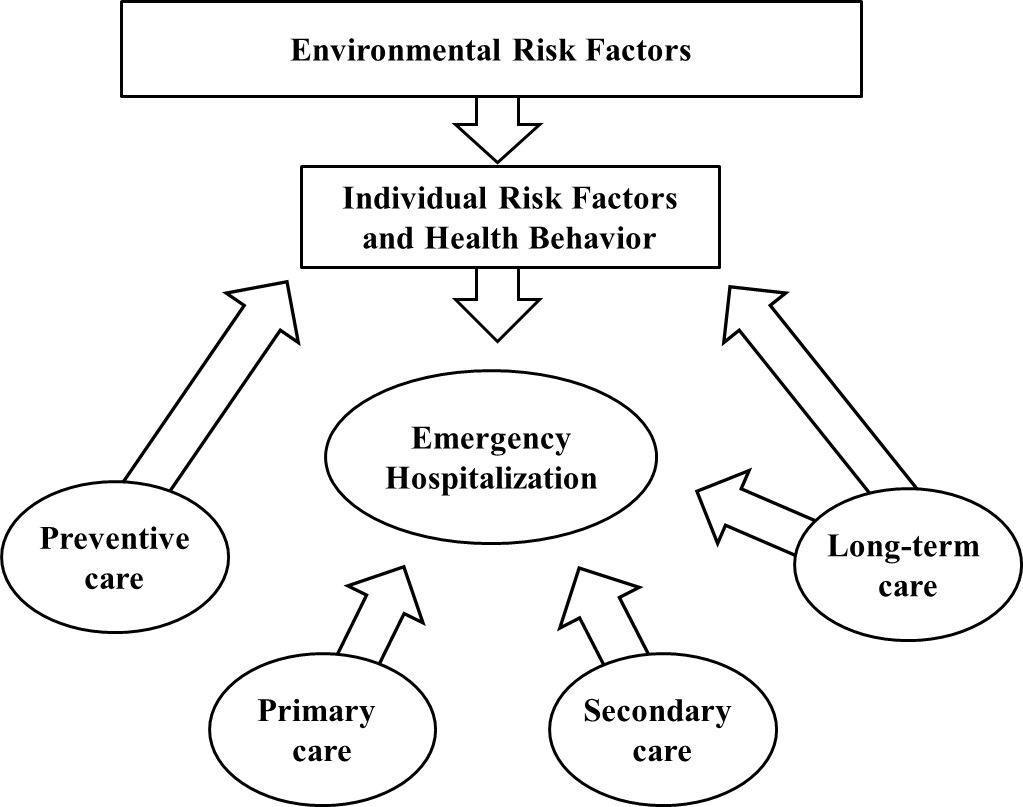 Environmental Risk Factors
Individual Risk Factors
and Health Behavior
Emergency
Hospitalization
Preventive
care
Long-term
care
Primary
care
Secondary
care